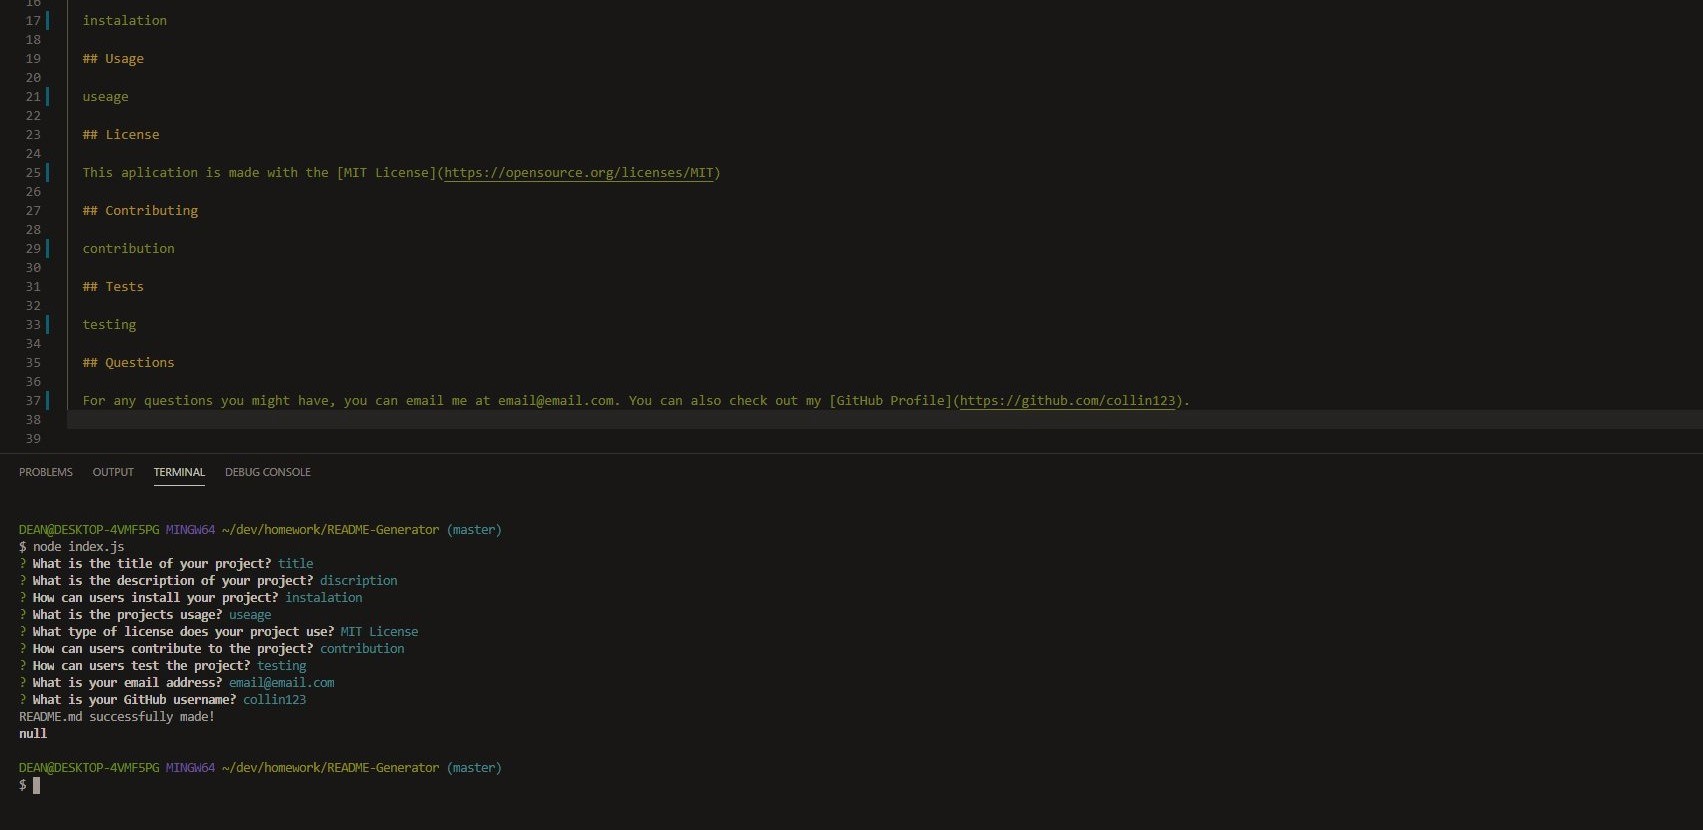 16
17 instalation
18
19 ## Usage
20
21 useage
22
23 ## License
24
25 This aplication is made with the [MIT License](https://opensource.org/licenses/MIT)
26
27 ## Contributing
28
29 contribution
30
31 ## Tests
32
33 testing
34
35 ## Questions
36
37 For any questions you might have, you can email me at email@email.com. You can also check out my [GitHub Profile](https://github.com/collin123).
38
39
PROBLEMS OUTPUT TERMINAL DEBUG CONSOLE
DEAN@DESKTOP-4VMF5PG MINGW64 ~/dev/homework/README-Generator (master)
$ node index.js
? What is the title of your project? title
? What is the description of your project? discription
? How can users install your project? instalation
? What is the projects usage? useage
? What type of license does your project use? MIT License
? How can users contribute to the project? contribution
? How can users test the project? testing
? What is your email address? email@email.com
? What is your GitHub username? collin123
README.md successfully made!
null
DEAN@DESKTOP-4VMF5PG MINGW64 ~/dev/homework/README-Generator (master)
$